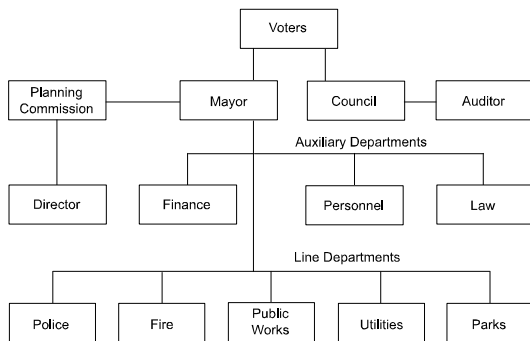 Voters
Planning
Commission
Mayor
Council
Auditor
Auxiliary Departments
Director
Finance
Personnel
Law
Line Departments
Police
Fire
Public
Works
Utilities
Parks